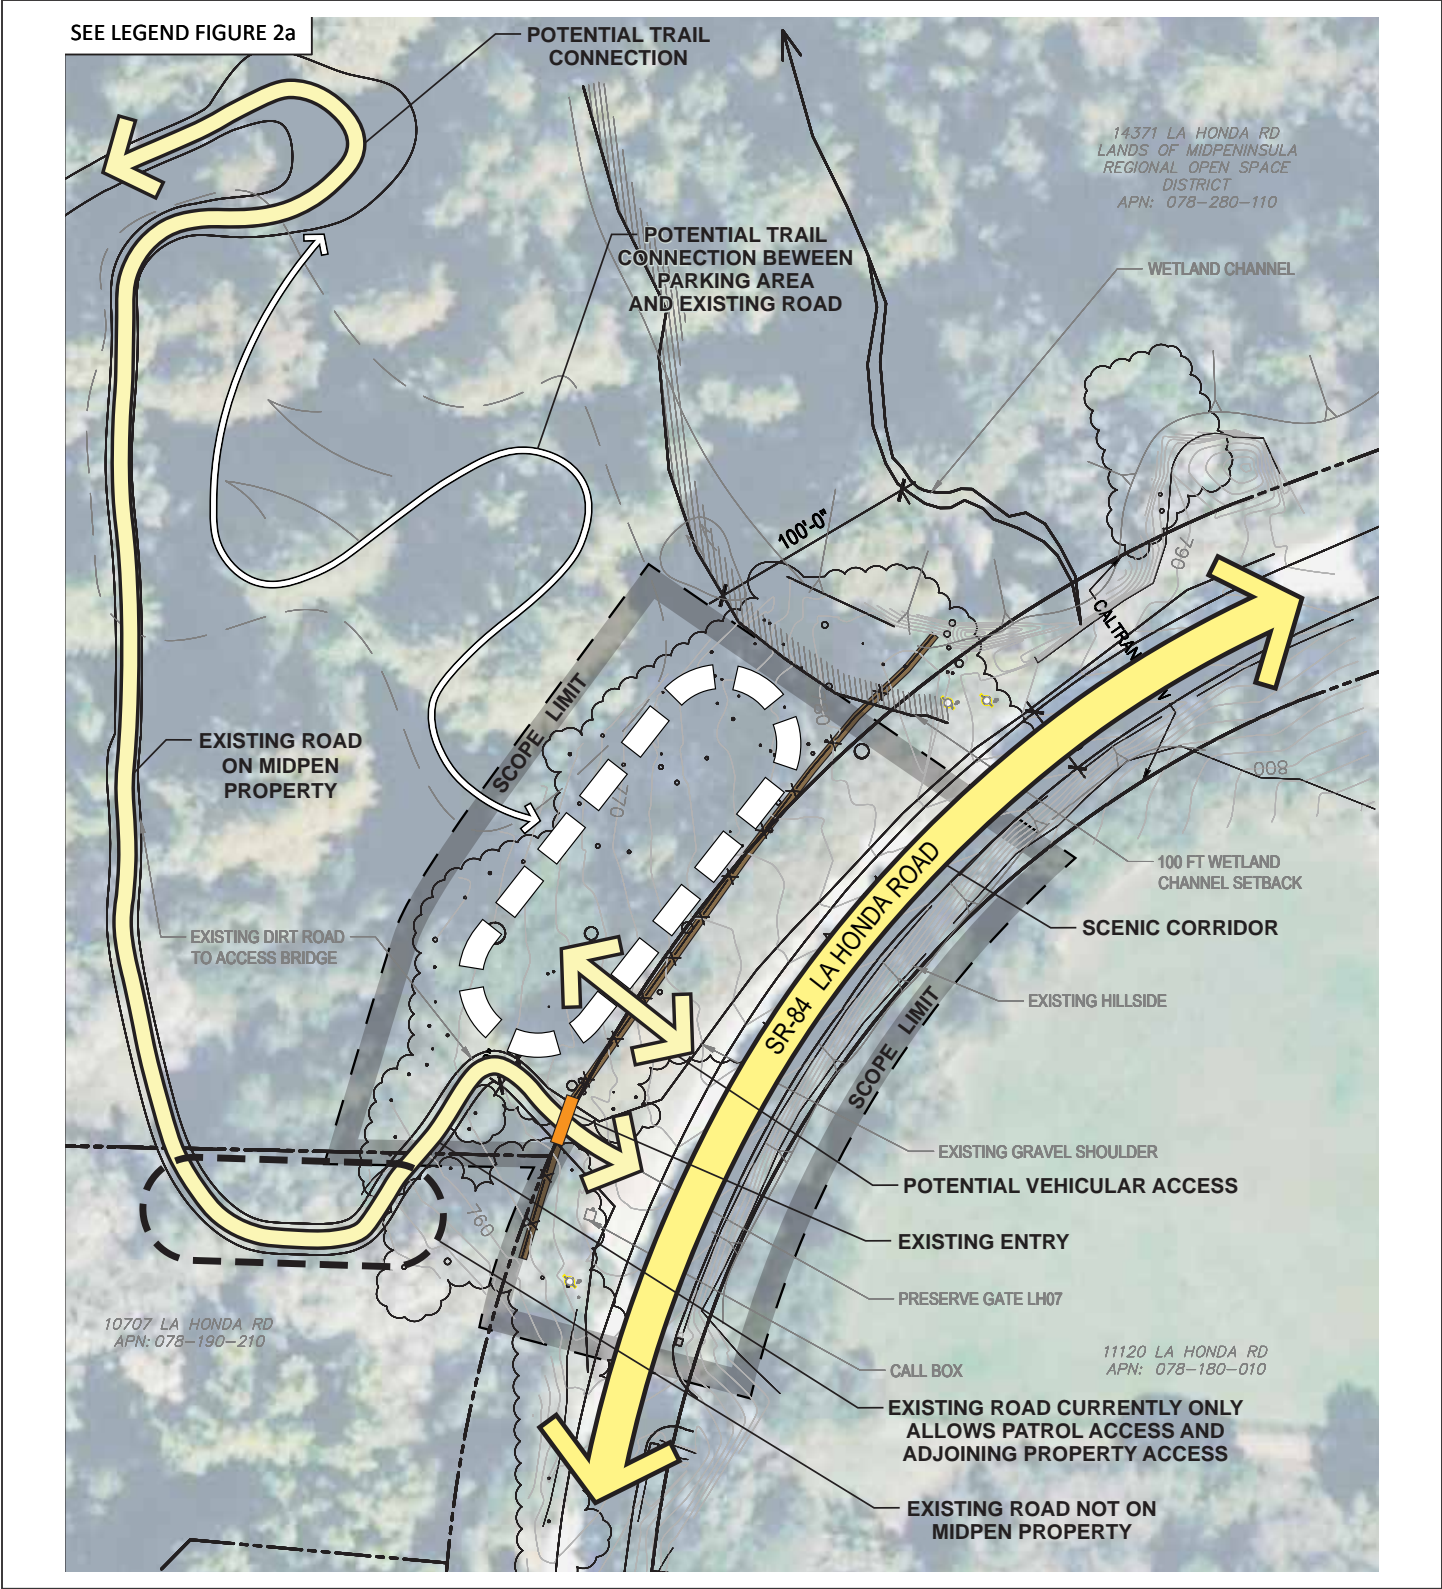 SEE LEGEND FIGURE 2a
POTENTIAL TRAIL
CONNECTION
14371 LA HONDA RD
LANDS OF MIDPENINSULA
REGIONAL OPEN SPACE
DISTRICT
APN: 078-280-110
POTENTIAL TRAIL
CONNECTION BEWEEN
PARKING AREA
AND EXISTING ROAD
WETLAND CHANNEL
100'-0"
790
CALTRAN
SCOPE LIMIT
EXISTING ROAD
ON MIDPEN
PROPERTY
770
800
100 FT WETLAND
CHANNEL SETBACK
SR-84 LA HONDA ROAD
SCENIC CORRIDOR
EXISTING DIRT ROAD
TO ACCESS BRIDGE
EXISTING HILLSIDE
SCOPE LIMIT
EXISTING GRAVEL SHOULDER
POTENTIAL VEHICULAR ACCESS
760
EXISTING ENTRY
PRESERVE GATE LH07
10707 LA HONDA RD
APN: 078-190-210
11120 LA HONDA RD
APN: 078-180-010
CALL BOX
EXISTING ROAD CURRENTLY ONLY
ALLOWS PATROL ACCESS AND
ADJOINING PROPERTY ACCESS
EXISTING ROAD NOT ON
MIDPEN PROPERTY